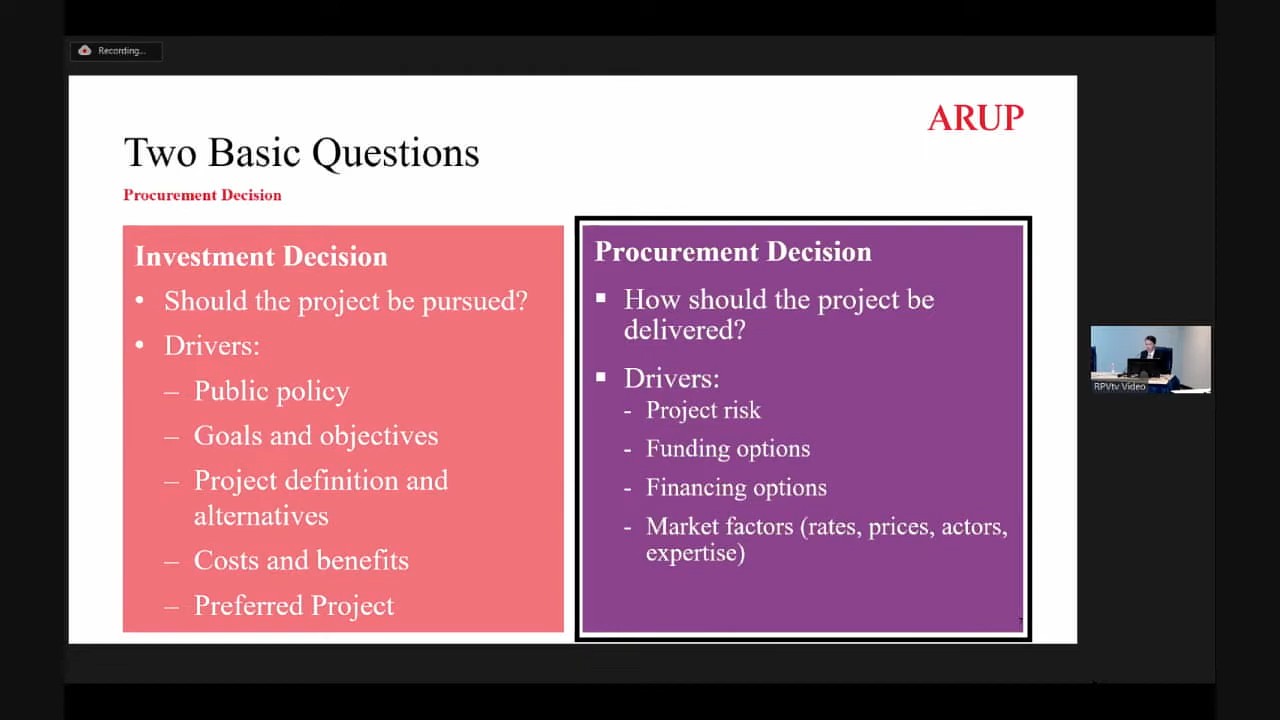 Recording...
ARUP
Two Basic Questions
Procurement Decision
Investment Decision
• Should the project be pursued?
• Drivers:
– Public policy
– Goals and objectives
– Project definition and
alternatives
– Costs and benefits
– Preferred Project
Procurement Decision
▪ How should the project be
delivered?
▪ Drivers:
- Project risk
- Funding options
- Financing options
- Market factors (rates, prices, actors,
expertise)
RPVtv Video